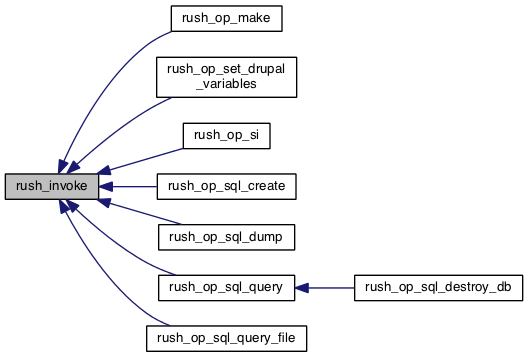 rush_op_make
rush_op_set_drupal
_variables
rush_op_si
rush_invoke
rush_op_sql_create
rush_op_sql_dump
rush_op_sql_query
rush_op_sql_destroy_db
rush_op_sql_query_file